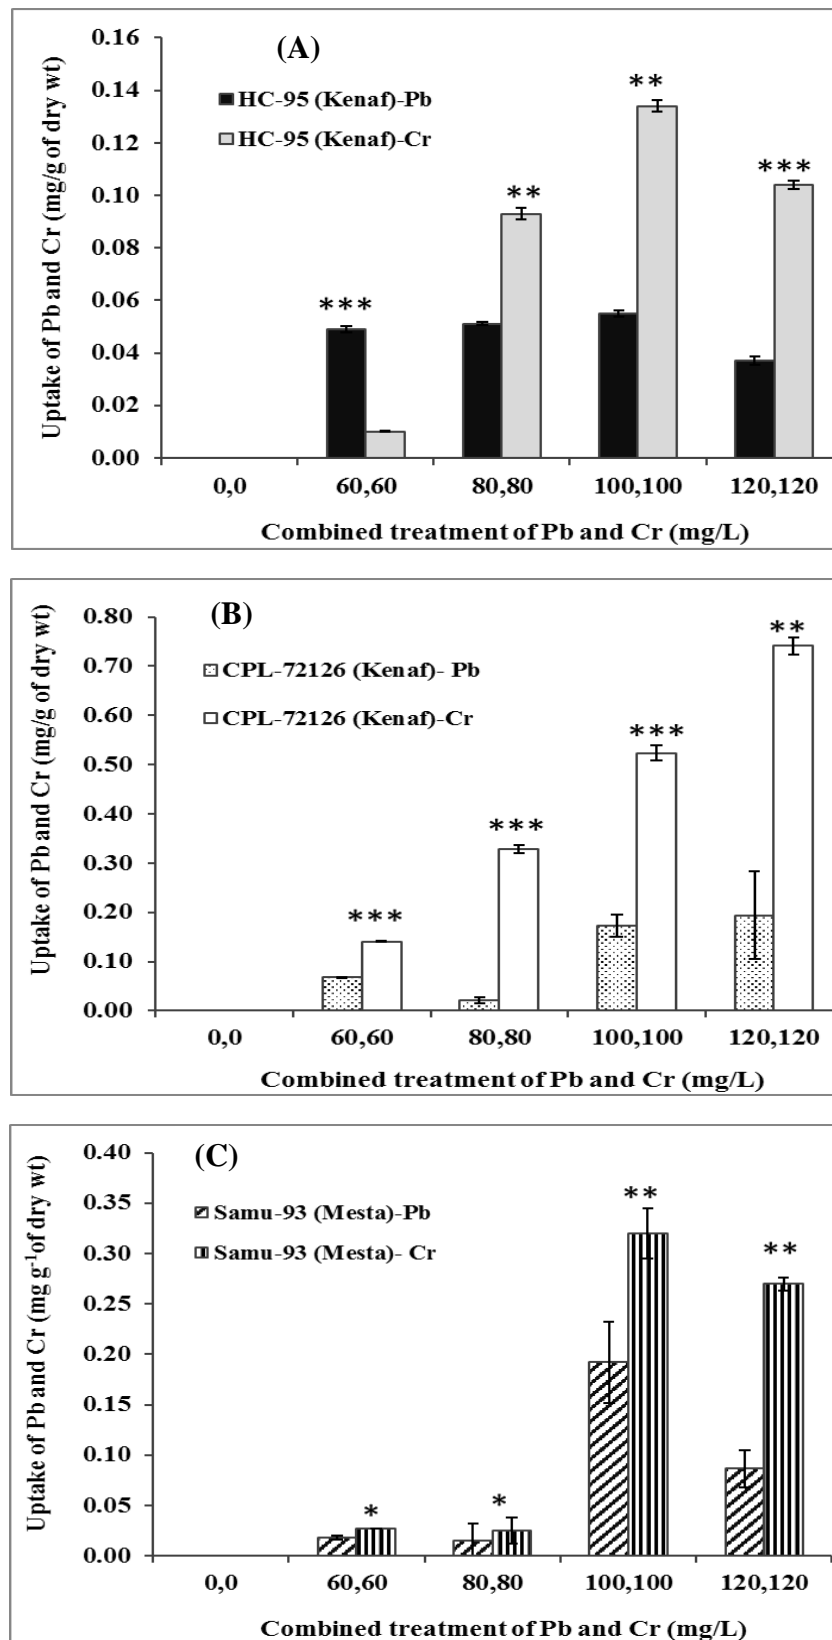 (A)
0.16
0.14
0.12
0.10
0.08
0.06
0.04
0.02
0.00
Uptake of Pb and Cr (mg/g of dry wt)
HC-95 (Kenaf)-Pb
HC-95 (Kenaf)-Cr
***
**
**
***
0,0 60,60 80,80 100,100 120,120
Combined treatment of Pb and Cr (mg/L)
(B)
0.80
0.70
0.60
0.50
0.40
0.30
0.20
0.10
0.00
Uptake of Pb and Cr (mg/g of dry wt)
CPL-72126 (Kenaf)- Pb
CPL-72126 (Kenaf)-Cr
***
***
***
**
0,0 60,60 80,80 100,100 120,120
Combined treatment of Pb and Cr (mg/L)
(C)
0.40
0.35
0.30
0.25
0.20
0.15
0.10
0.05
0.00
Uptake of Pb and Cr (mg g⁻¹of dry wt)
Samu-93 (Mesta)-Pb
Samu-93 (Mesta)- Cr
*
*
**
**
0,0 60,60 80,80 100,100 120,120
Combined treatment of Pb and Cr (mg/L)